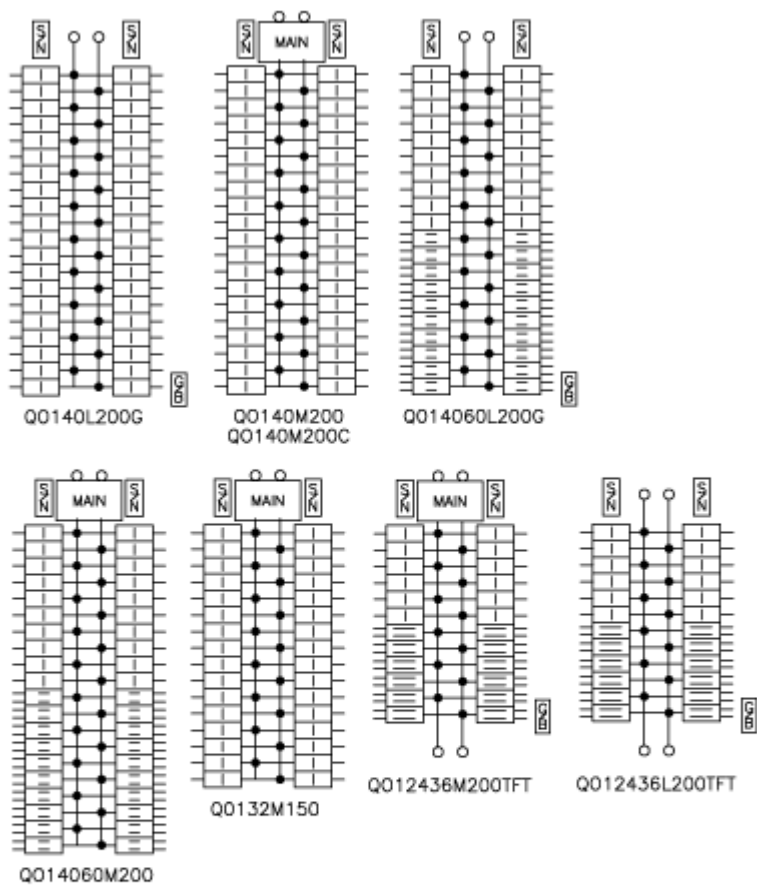 S/N S/N S/N MAIN S/N S/N S/N
G/B G/B
QO140L200G QO140M200 QO14060L200G
QO140M200C
S/N MAIN S/N S/N MAIN S/N S/N MAIN S/N S/N S/N
G/B G/B
QO132M150 QO12436M200TFT QO12436L200TFT
QO14060M200